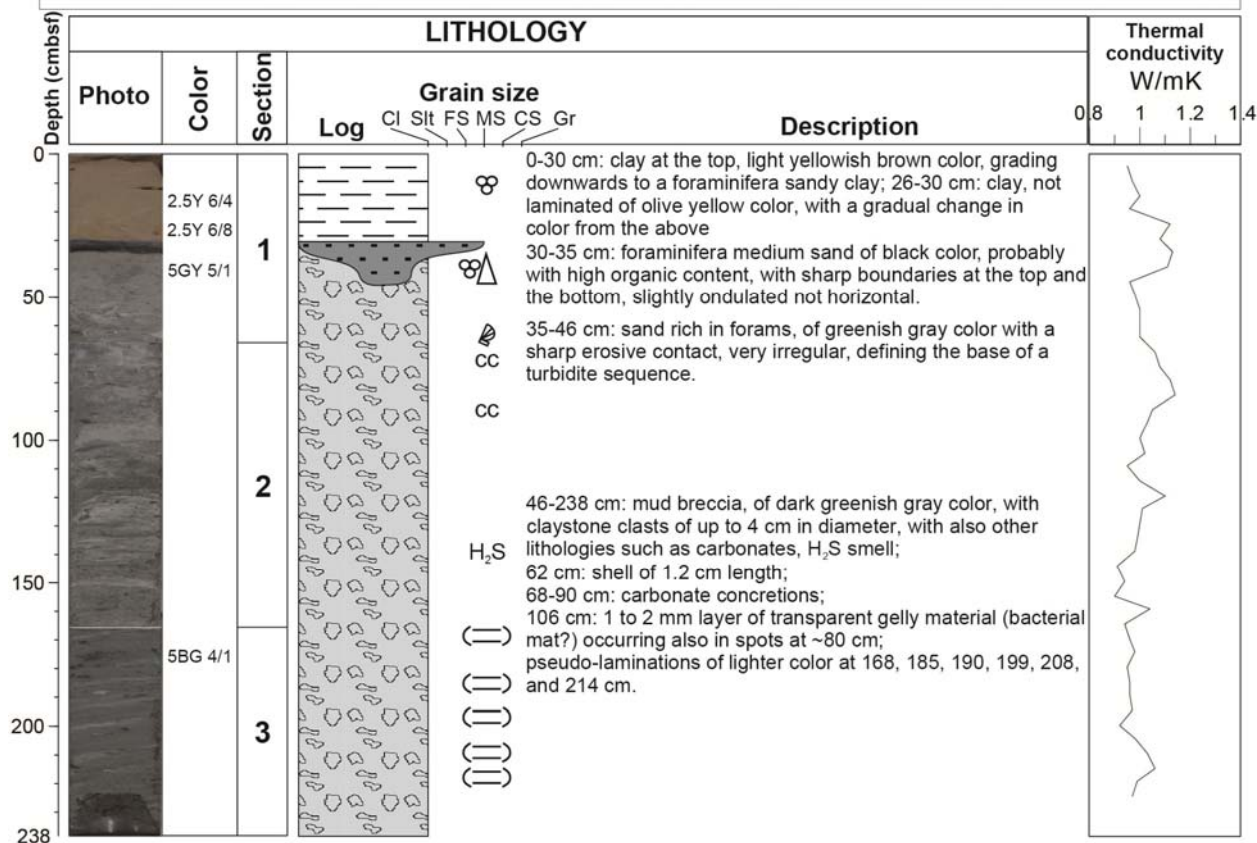 LITHOLOGY
Depth (cmbsf)
Photo
Color
Section
Log
Grain size
Cl Slt FS MS CS Gr
Description
Thermal
conductivity
W/mK
0.8 1 1.2 1.4
0
50
100
150
200
238
2.5Y 6/4
2.5Y 6/8
5GY 5/1
5BG 4/1
1
2
3
cc
cc
H₂S
0-30 cm: clay at the top, light yellowish brown color, grading
downwards to a foraminifera sandy clay; 26-30 cm: clay, not
laminated of olive yellow color, with a gradual change in
color from the above
30-35 cm: foraminifera medium sand of black color, probably
with high organic content, with sharp boundaries at the top and
the bottom, slightly ondulated not horizontal.
35-46 cm: sand rich in forams, of greenish gray color with a
sharp erosive contact, very irregular, defining the base of a
turbidite sequence.
46-238 cm: mud breccia, of dark greenish gray color, with
claystone clasts of up to 4 cm in diameter, with also other
lithologies such as carbonates, H₂S smell;
62 cm: shell of 1.2 cm length;
68-90 cm: carbonate concretions;
106 cm: 1 to 2 mm layer of transparent gelly material (bacterial
mat?) occurring also in spots at ~80 cm;
pseudo-laminations of lighter color at 168, 185, 190, 199, 208,
and 214 cm.